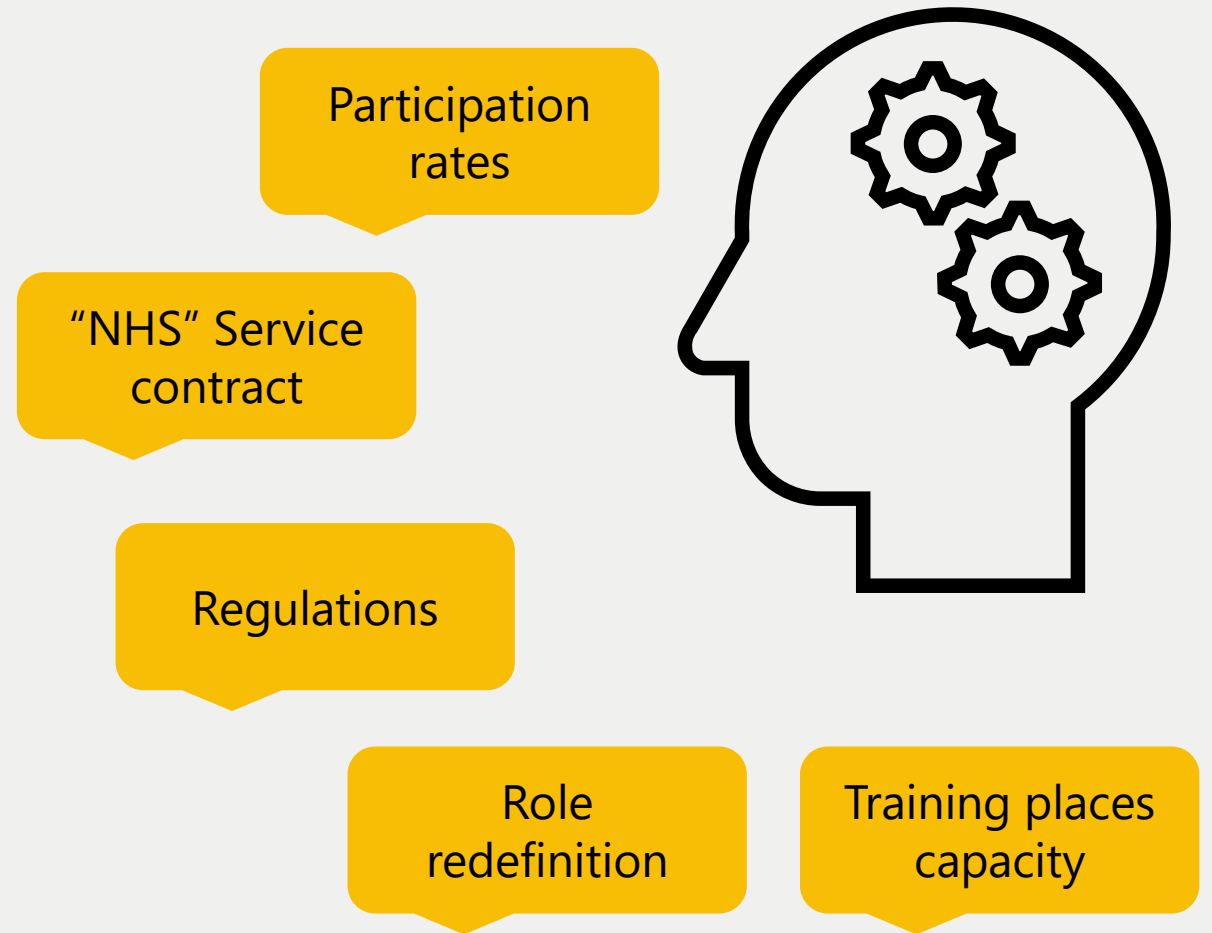 Participation
rates
“NHS” Service
contract
Regulations
Role
redefinition
Training places
capacity